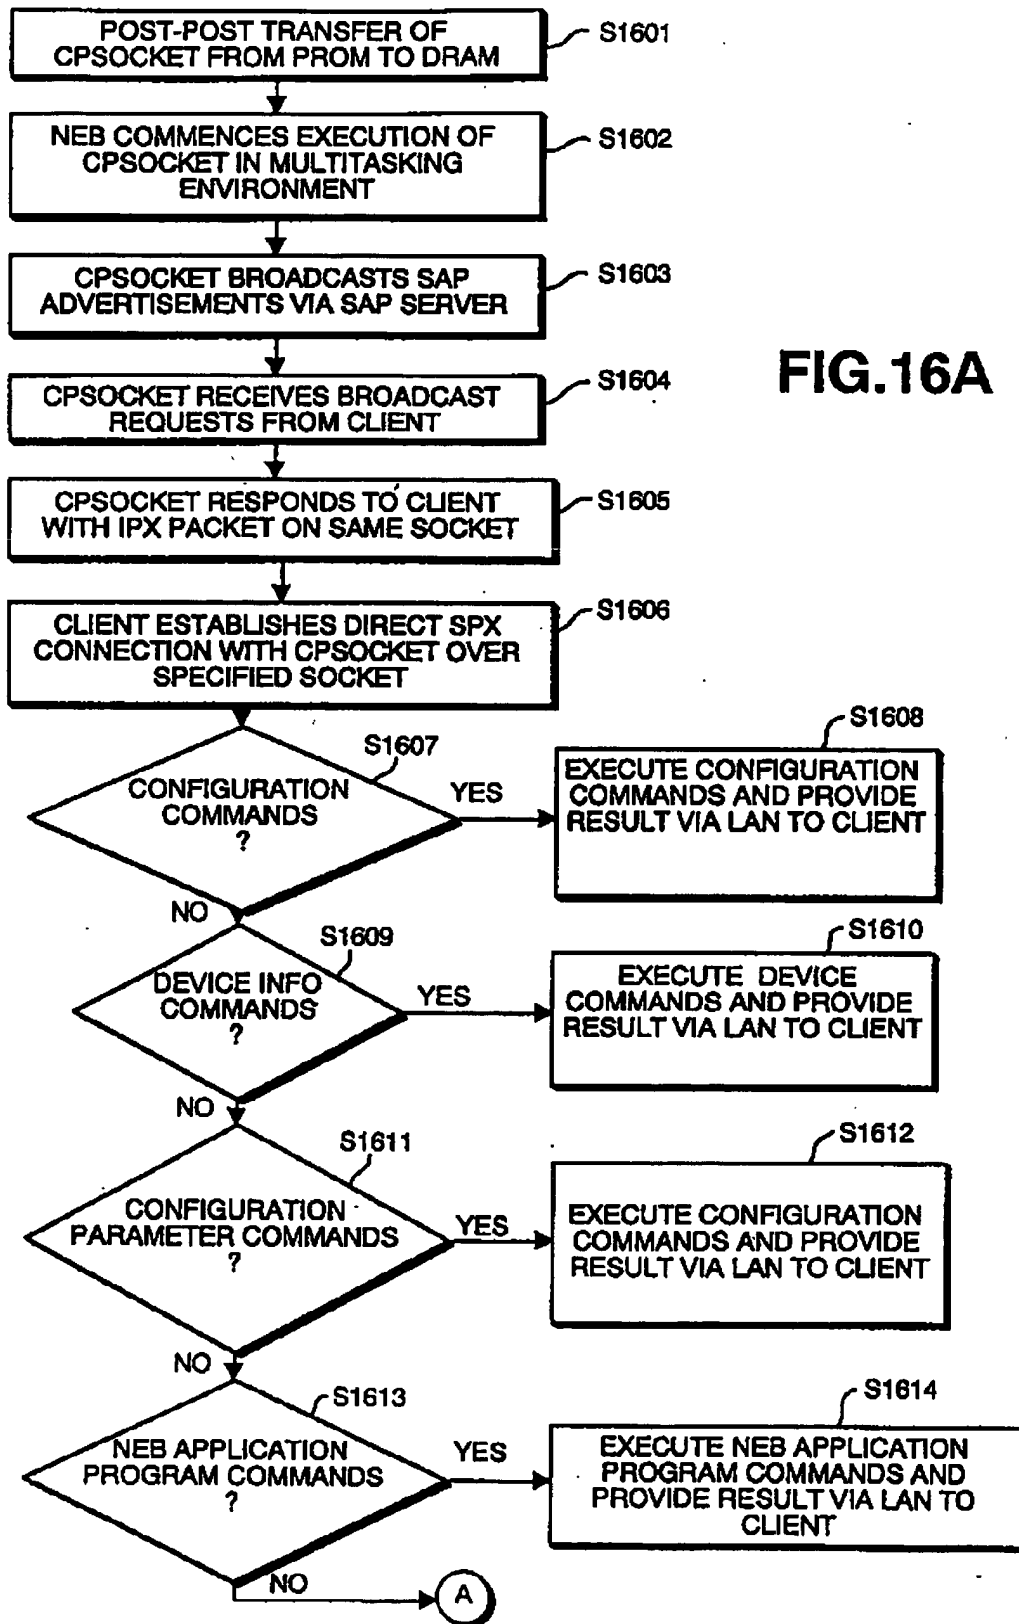 POST-POST TRANSFER OF
CPSOCKET FROM PROM TO DRAM
S1601
NEB COMMENCES EXECUTION OF
CPSOCKET IN MULTITASKING
ENVIRONMENT
S1602
CPSOCKET BROADCASTS SAP
ADVERTISEMENTS VIA SAP SERVER
S1603
FIG.16A
CPSOCKET RECEIVES BROADCAST
REQUESTS FROM CLIENT
S1604
CPSOCKET RESPONDS TO CLIENT
WITH IPX PACKET ON SAME SOCKET
S1605
CLIENT ESTABLISHES DIRECT SPX
CONNECTION WITH CPSOCKET OVER
SPECIFIED SOCKET
S1606
CONFIGURATION
COMMANDS
?
S1607
YES
EXECUTE CONFIGURATION
COMMANDS AND PROVIDE
RESULT VIA LAN TO CLIENT
S1608
NO
DEVICE INFO
COMMANDS
?
S1609
YES
EXECUTE DEVICE
COMMANDS AND PROVIDE
RESULT VIA LAN TO CLIENT
S1610
NO
CONFIGURATION
PARAMETER COMMANDS
?
S1611
YES
EXECUTE CONFIGURATION
COMMANDS AND PROVIDE
RESULT VIA LAN TO CLIENT
S1612
NO
NEB APPLICATION
PROGRAM COMMANDS
?
S1613
YES
EXECUTE NEB APPLICATION
PROGRAM COMMANDS AND
PROVIDE RESULT VIA LAN TO
CLIENT
S1614
NO
A